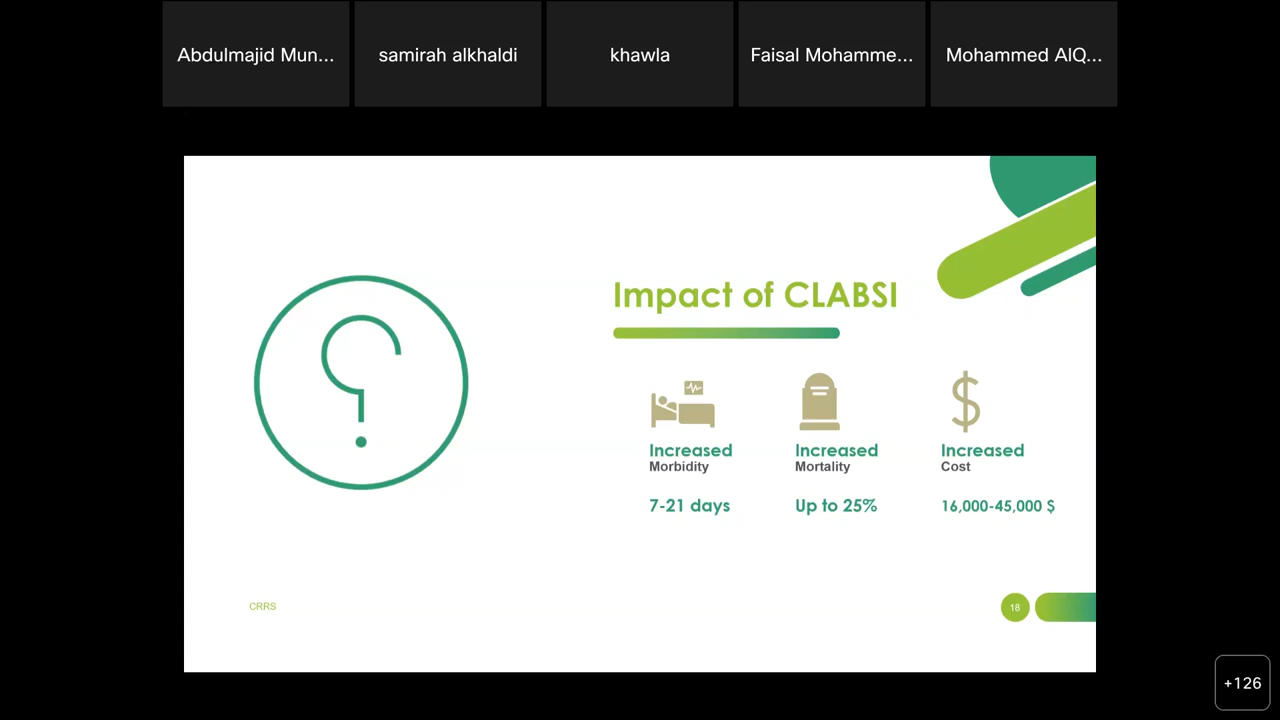 Abdulmajid Mun...
samirah alkhaldi
khawla
Faisal Mohamme...
Mohammed AlQ...
Impact of CLABSI
Increased
Morbidity
7-21 days
Increased
Mortality
Up to 25%
Increased
Cost
16,000-45,000 $
CRRS
18
+126